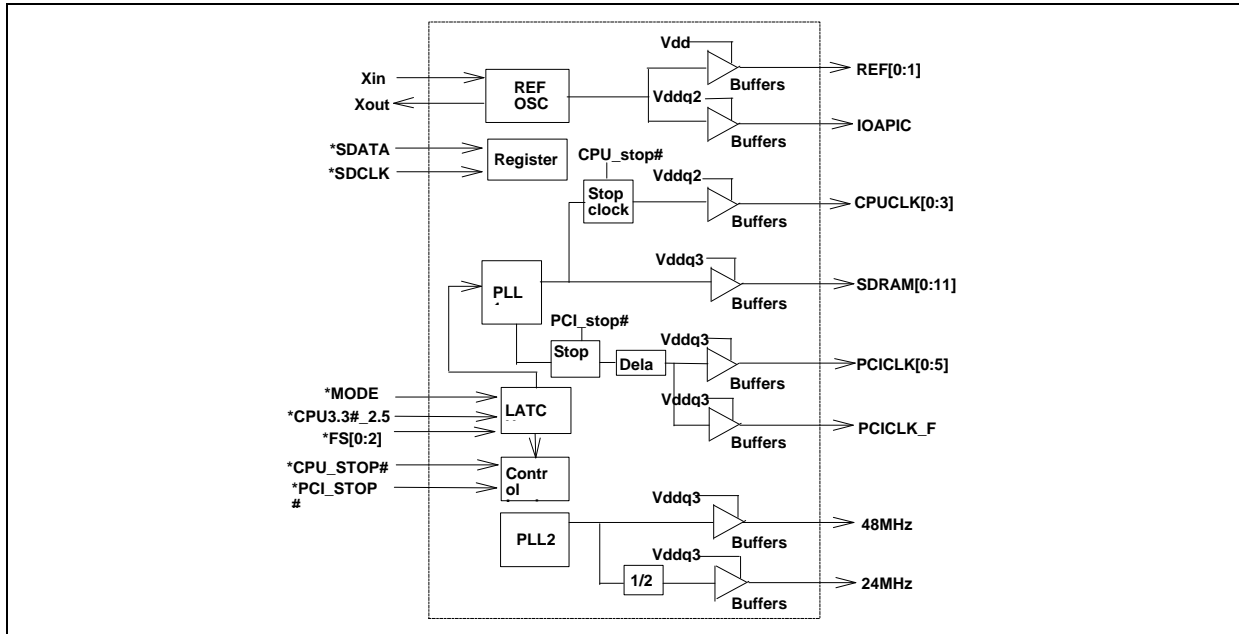 Vdd
Xin
REF
OSC
REF[0:1]
Buffers
Xout
Vddq2
IOAPIC
Buffers
*SDATA
Register
*SDCLK
CPU_stop#
Vddq2
Stop
clock
CPUCLK[0:3]
Buffers
Vddq3
PLL
SDRAM[0:11]
Buffers
PCI_stop#
Vddq3
Stop
Dela
PCICLK[0:5]
Buffers
*MODE
LATC
Vddq3
*CPU3.3#_2.5
*FS[0:2]
PCICLK_F
Buffers
*CPU_STOP#
Contr
ol
*PCI_STOP
#
Vddq3
PLL2
48MHz
Buffers
Vddq3
1/2
24MHz
Buffers